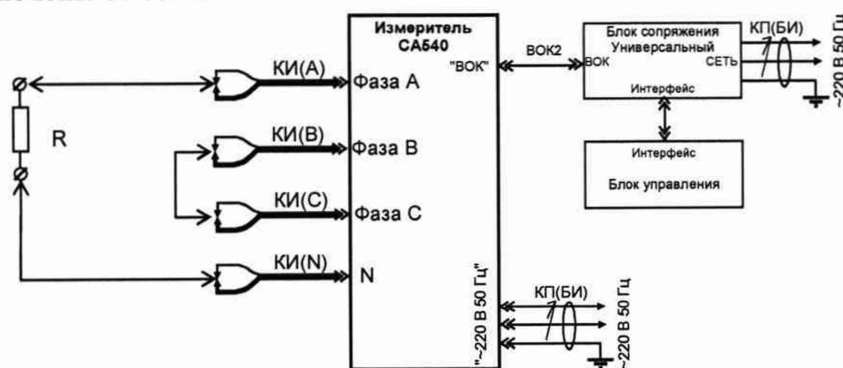 Измеритель
СА540
"ВОК"
ВОК2
Блок сопряжения
Универсальный
ВОК
СЕТЬ
Интерфейс
КП(БИ)
~220 В 50 Гц
Интерфейс
Блок управления
R
КИ(А)
Фаза А
КИ(В)
Фаза В
КИ(С)
Фаза С
КИ(N)
N
"~220 В 50 Гц"
КП(БИ)
~220 В 50 Гц